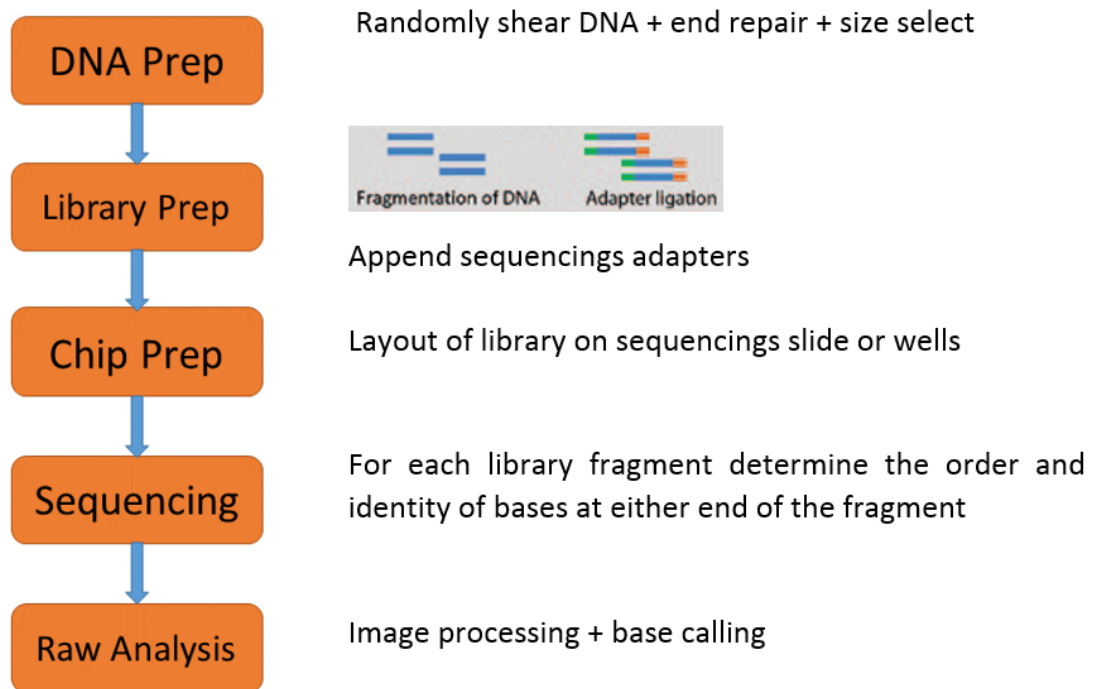 DNA Prep
Randomly shear DNA + end repair + size select
Library Prep
Fragmentation of DNA
Adapter ligation
Append sequencings adapters
Chip Prep
Layout of library on sequencings slide or wells
Sequencing
For each library fragment determine the order and
identity of bases at either end of the fragment
Raw Analysis
Image processing + base calling